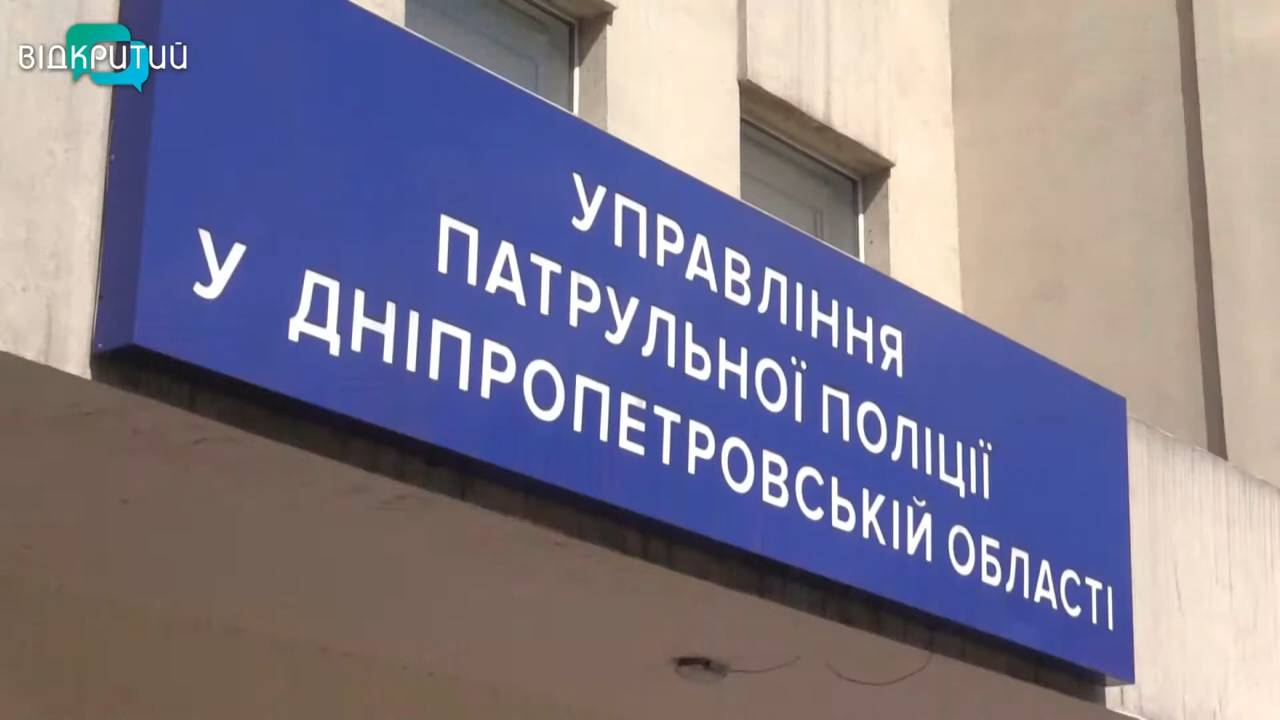 ВІДКРИТИЙ
УПРАВЛІННЯ
ПАТРУЛЬНОЇ ПОЛІЦІЇ
У ДНІПРОПЕТРОВСЬКІЙ ОБЛАСТІ